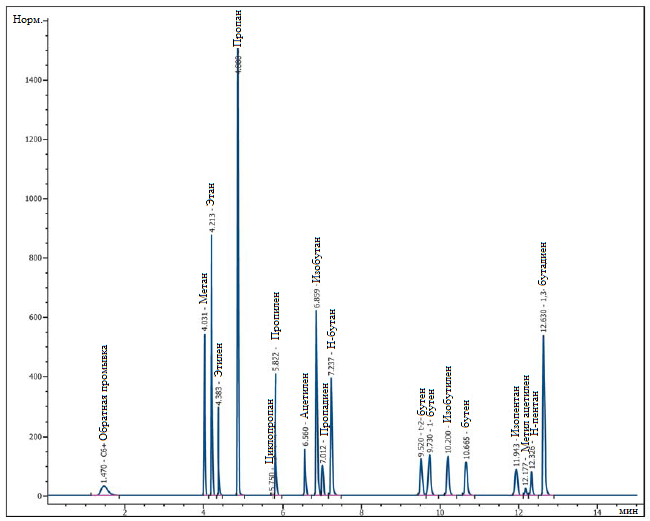 Норм.
1400
1200
1000
800
600
400
200
0
2
4
6
8
10
12
14
мин
1.470 - C6+ Обратная промывка
4.031 - Метан
4.213 - Этан
4.383 - Этилен
Пропан
5.750 - Циклопропан
5.822 - Пропилен
6.560 - Ацетилен
6.859 - Изобутан
7.012 - Пропадиен
7.237 - Н-бутан
9.520 - t-2- бутен
9.730 - 1- бутен
10.200 - Изобутилен
10.665 - бутен
11.943 - Изопентан
12.177 - Метил ацетилен
12.326 - Н-пентан
12.630 - 1,3- бутадиен